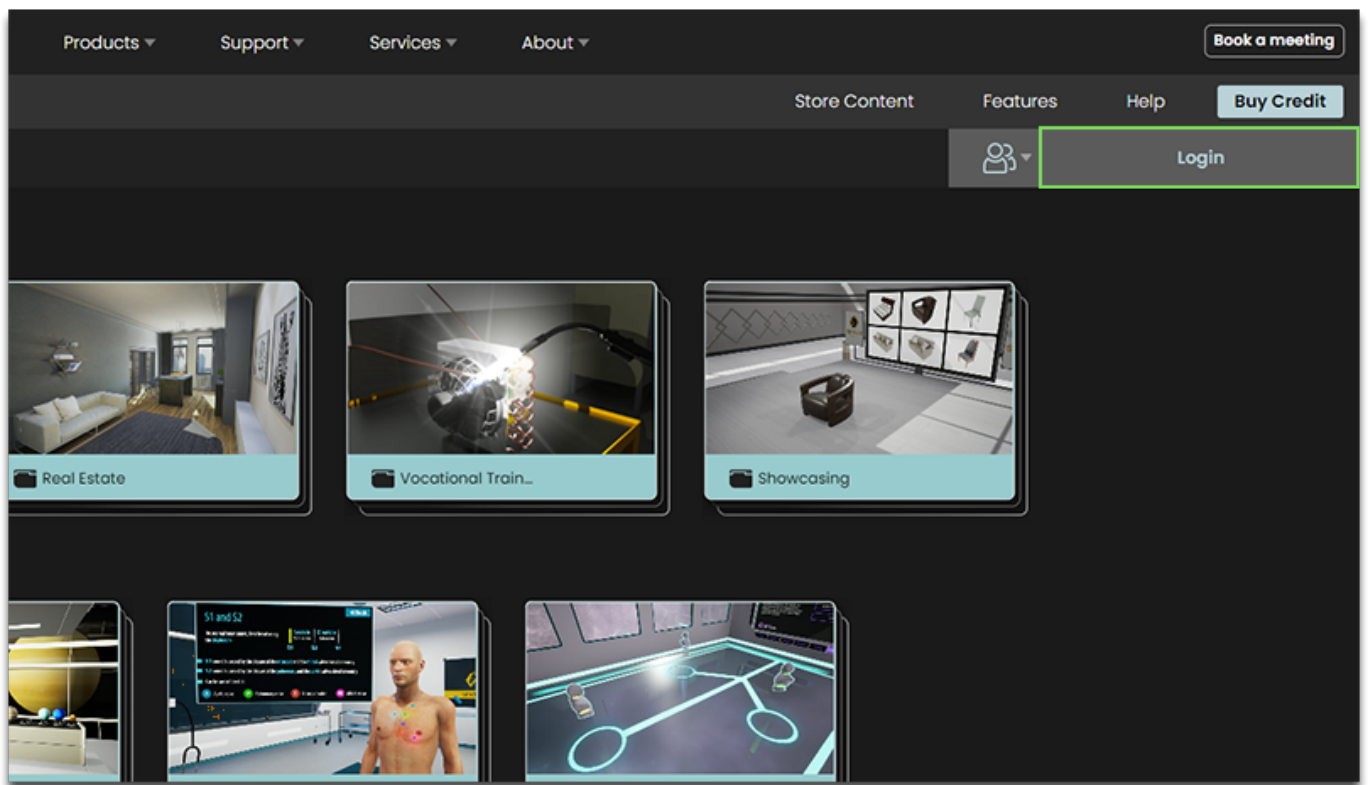 Products Support Services About Book a meeting
Store Content Features Help Buy Credit
Login
Real Estate Vocational Train... Showcasing
S1 and S2